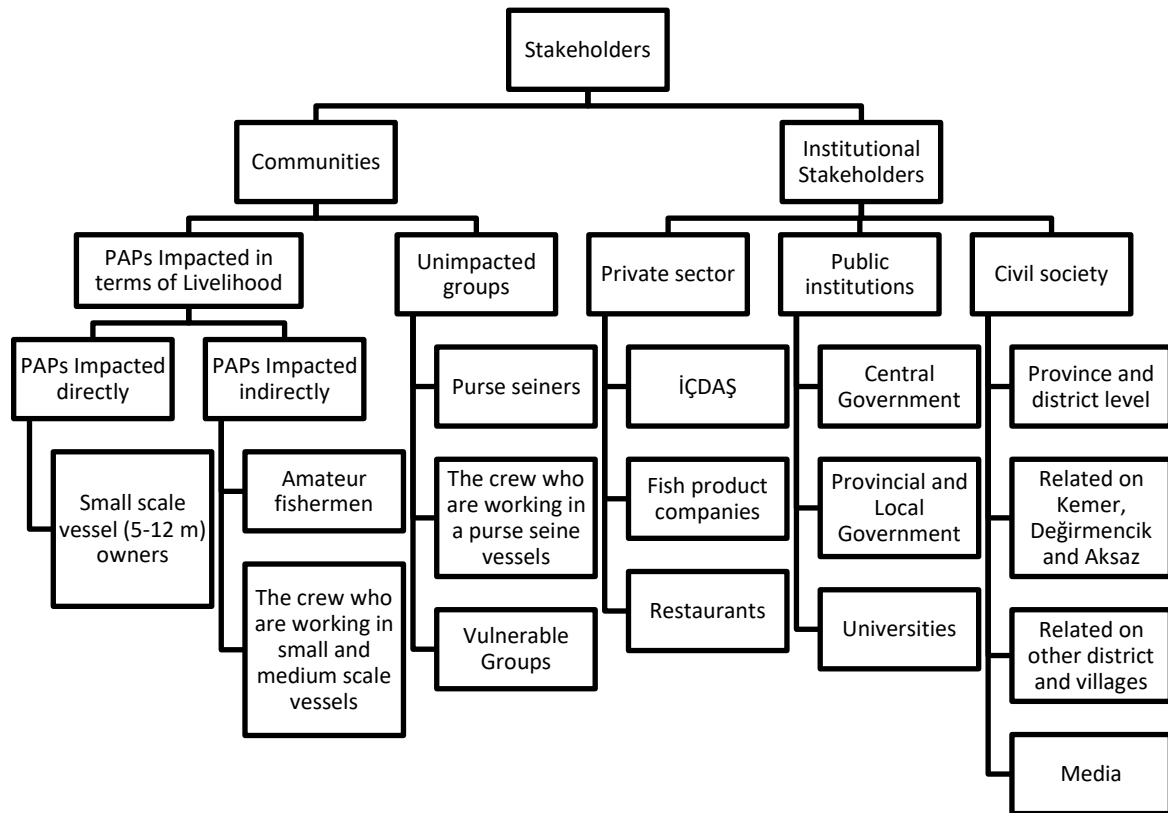 Stakeholders
Communities
Institutional
Stakeholders
PAPs Impacted in
terms of Livelihood
Unimpacted
groups
Private sector
Public
institutions
Civil society
PAPs Impacted
directly
PAPs Impacted
indirectly
Purse seiners
İÇDAŞ
Central
Government
Province and
district level
Small scale
vessel (5-12 m)
owners
Amateur
fishermen
The crew who
are working in
a purse seine
vessels
Fish product
companies
Provincial and
Local
Government
Related on
Kemer,
Değirmencik
and Aksaz
The crew who
are working in
small and
medium scale
vessels
Vulnerable
Groups
Restaurants
Universities
Related on
other district
and villages
Media